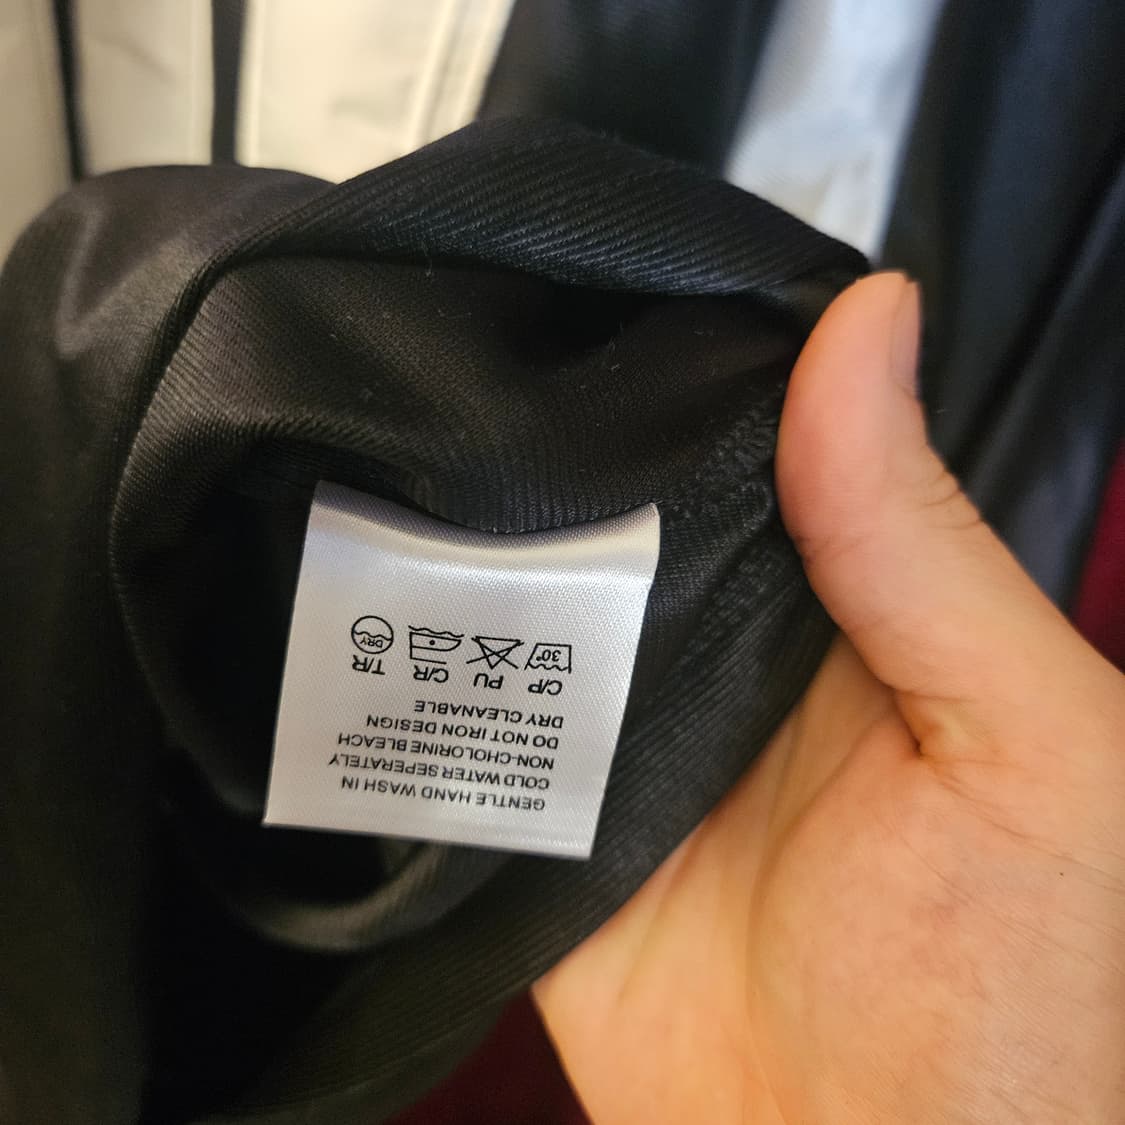 GENTLE HAND WASH IN
COLD WATER SEPERATELY
NON-CHOLORINE BLEACH
DO NOT IRON DESIGN
DRY CLEANABLE
C/P PU C/R T/R
30° DRY